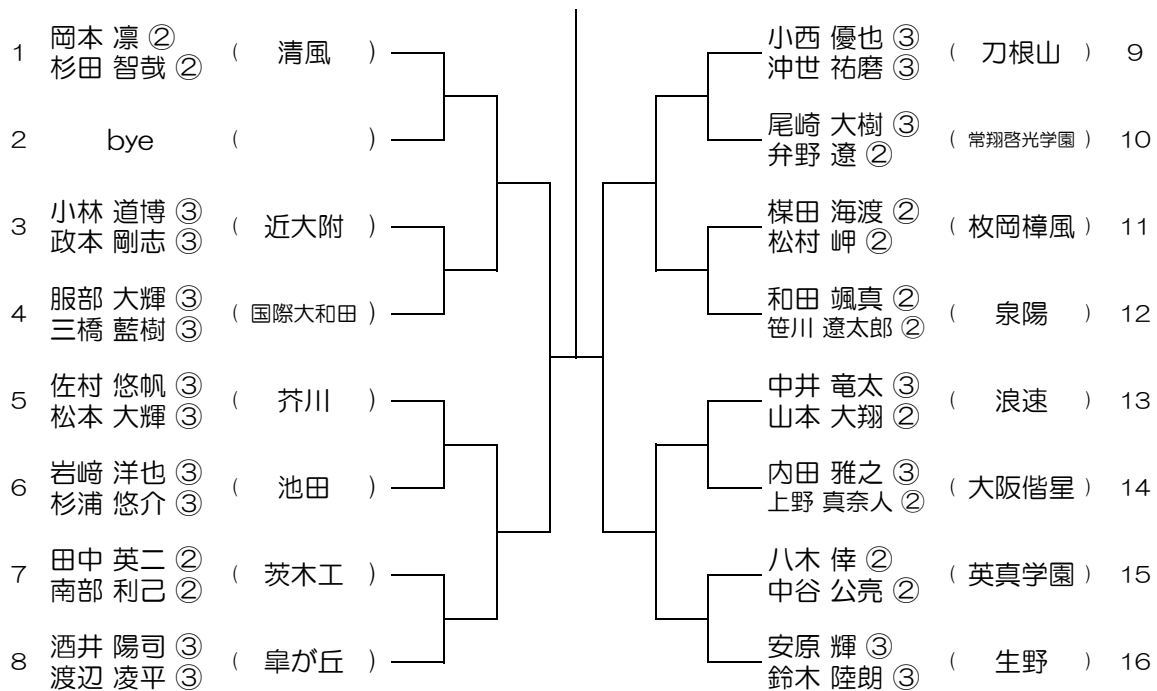 1 岡本 凛 ② ( 清風 )
杉田 智哉 ②
2 bye ( )
3 小林 道博 ③ ( 近大附 )
政本 剛志 ③
4 服部 大輝 ③ ( 国際大和田 )
三橋 藍樹 ③
5 佐村 悠帆 ③ ( 芥川 )
松本 大輝 ③
6 岩﨑 洋也 ③ ( 池田 )
杉浦 悠介 ③
7 田中 英二 ② ( 茨木工 )
南部 利己 ②
8 酒井 陽司 ③ ( 皐が丘 )
渡辺 凌平 ③
小西 優也 ③ ( 刀根山 ) 9
沖世 祐磨 ③
尾崎 大樹 ③ ( 常翔啓光学園 ) 10
弁野 遼 ②
楳田 海渡 ② ( 枚岡樟風 ) 11
松村 岬 ②
和田 颯真 ② ( 泉陽 ) 12
笹川 遼太郎 ②
中井 竜太 ③ ( 浪速 ) 13
山本 大翔 ②
内田 雅之 ③ ( 大阪偕星 ) 14
上野 真奈人 ②
八木 倖 ② ( 英真学園 ) 15
中谷 公亮 ②
安原 輝 ③ ( 生野 ) 16
鈴木 陸朗 ③